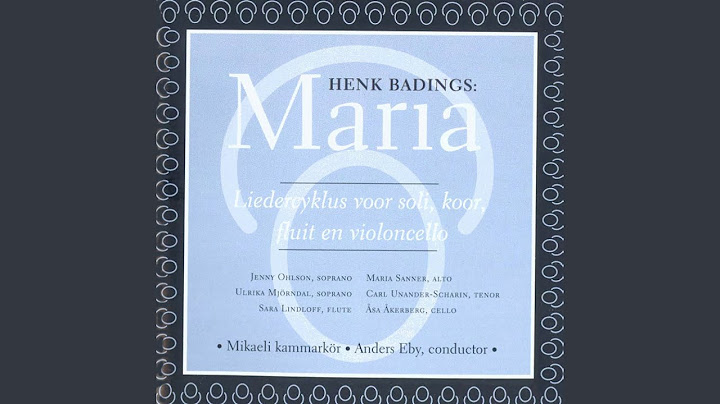 HENK BADINGS:
Maria
Liedercyklus voor soli, koor,
fluit en violoncello
Jenny Ohlson, soprano Maria Sanner, alto
Ulrika Mjörndal, soprano Carl Unander-Scharin, tenor
Sara Lindloff, flute Åsa Åkerberg, cello
• Mikaeli kammarkör • Anders Eby, conductor •